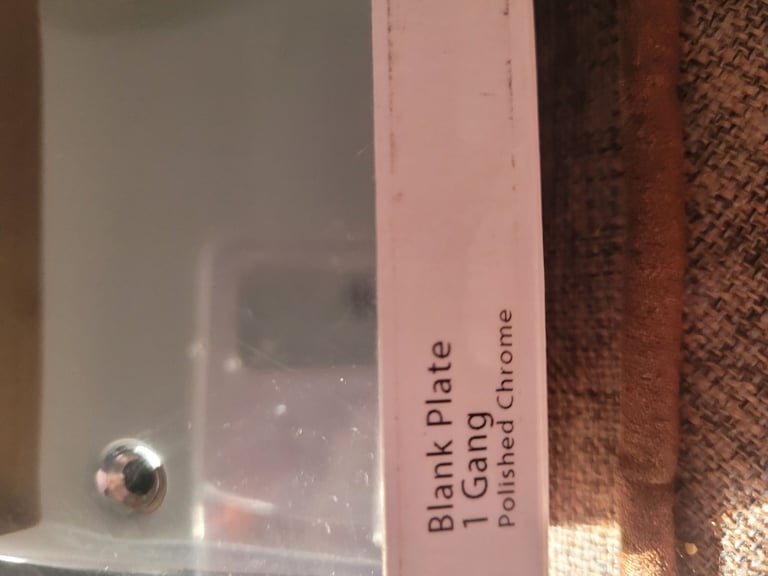 Blank Plate
1 Gang
Polished Chrome